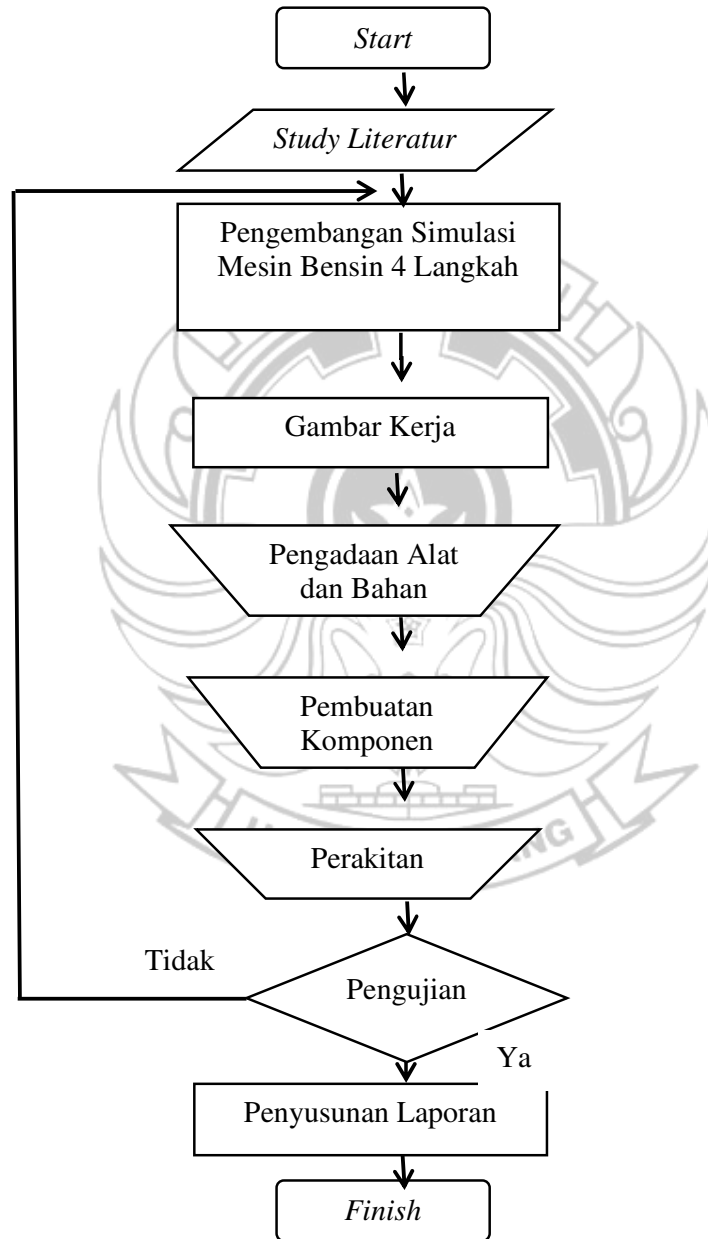 Start
Study Literatur
Pengembangan Simulasi
Mesin Bensin 4 Langkah
Gambar Kerja
Pengadaan Alat
dan Bahan
Pembuatan
Komponen
Perakitan
Tidak
Pengujian
Ya
Penyusunan Laporan
Finish